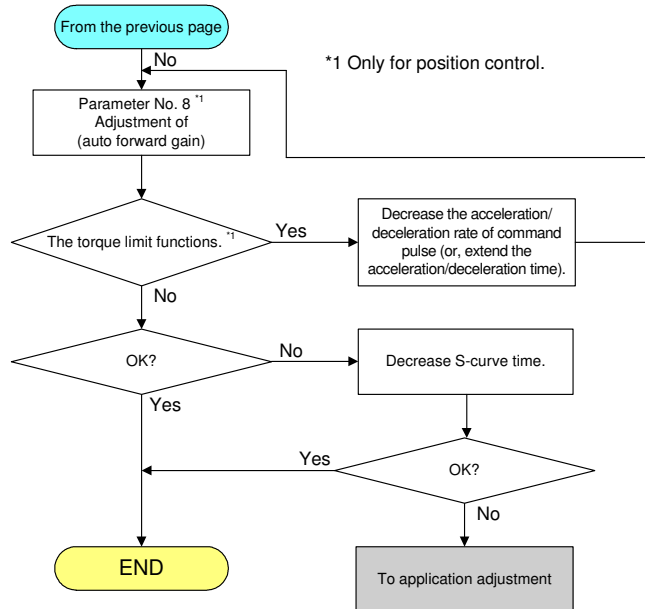 From the previous page
No
*1 Only for position control.
Parameter No. 8 *1
Adjustment of
(auto forward gain)
The torque limit functions. *1
Yes
Decrease the acceleration/
deceleration rate of command
pulse (or, extend the
acceleration/deceleration time).
No
OK?
No
Decrease S-curve time.
Yes
Yes
OK?
No
END
To application adjustment